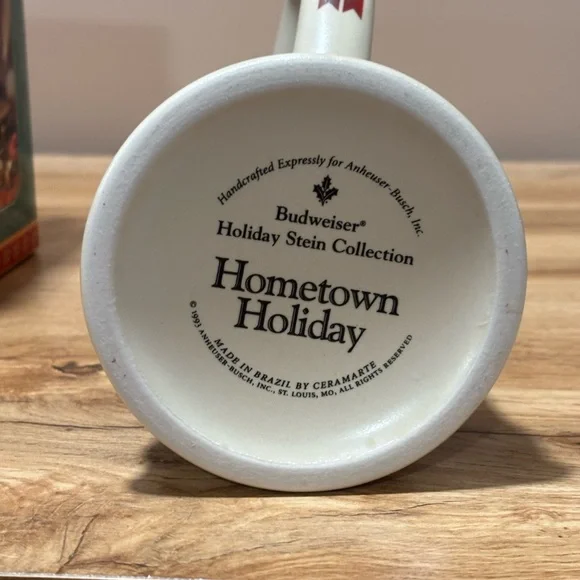 Handcrafted Expressly for Anheuser-Busch, Inc.
Budweiser®
Holiday Stein Collection
Hometown
Holiday
MADE IN BRAZIL BY CERAMARTE
© 1993 ANHEUSER-BUSCH, INC., ST. LOUIS, MO, ALL RIGHTS RESERVED